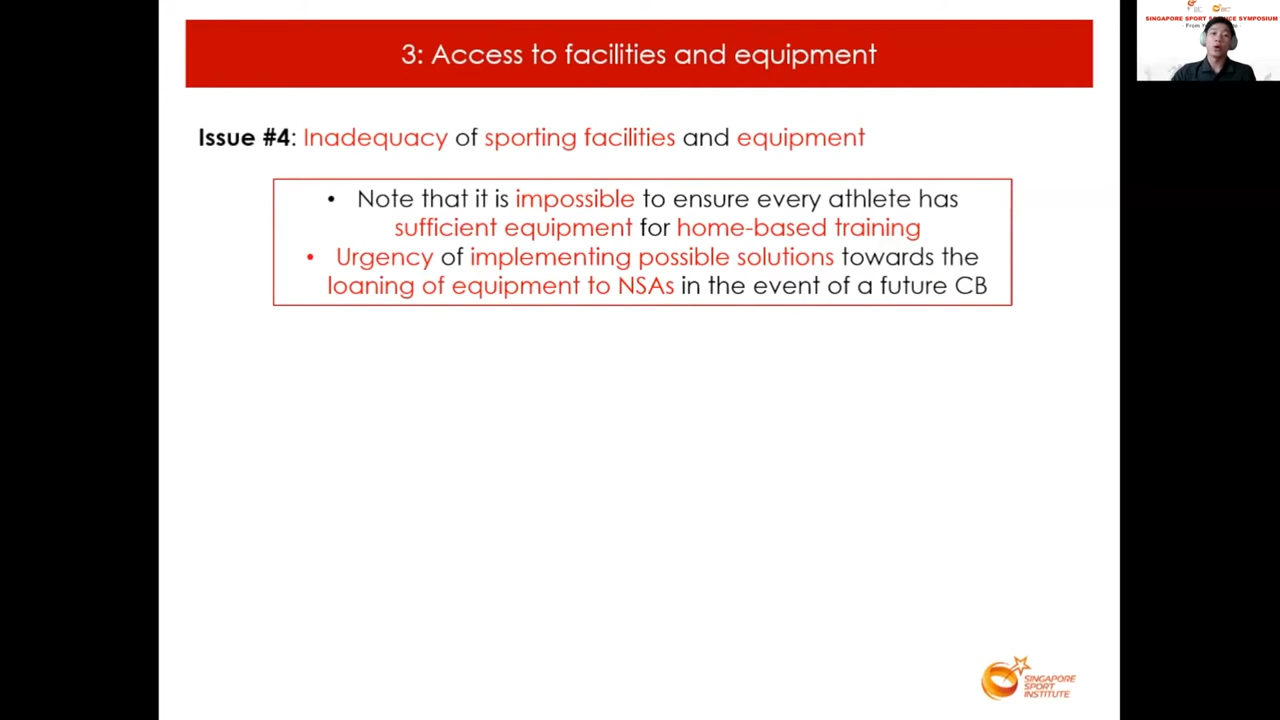 3: Access to facilities and equipment
SINGAPORE SPORT SCIENCE SYMPOSIUM
Issue #4: Inadequacy of sporting facilities and equipment
• Note that it is impossible to ensure every athlete has
sufficient equipment for home-based training
• Urgency of implementing possible solutions towards the
loaning of equipment to NSAs in the event of a future CB
SINGAPORE
SPORT
INSTITUTE